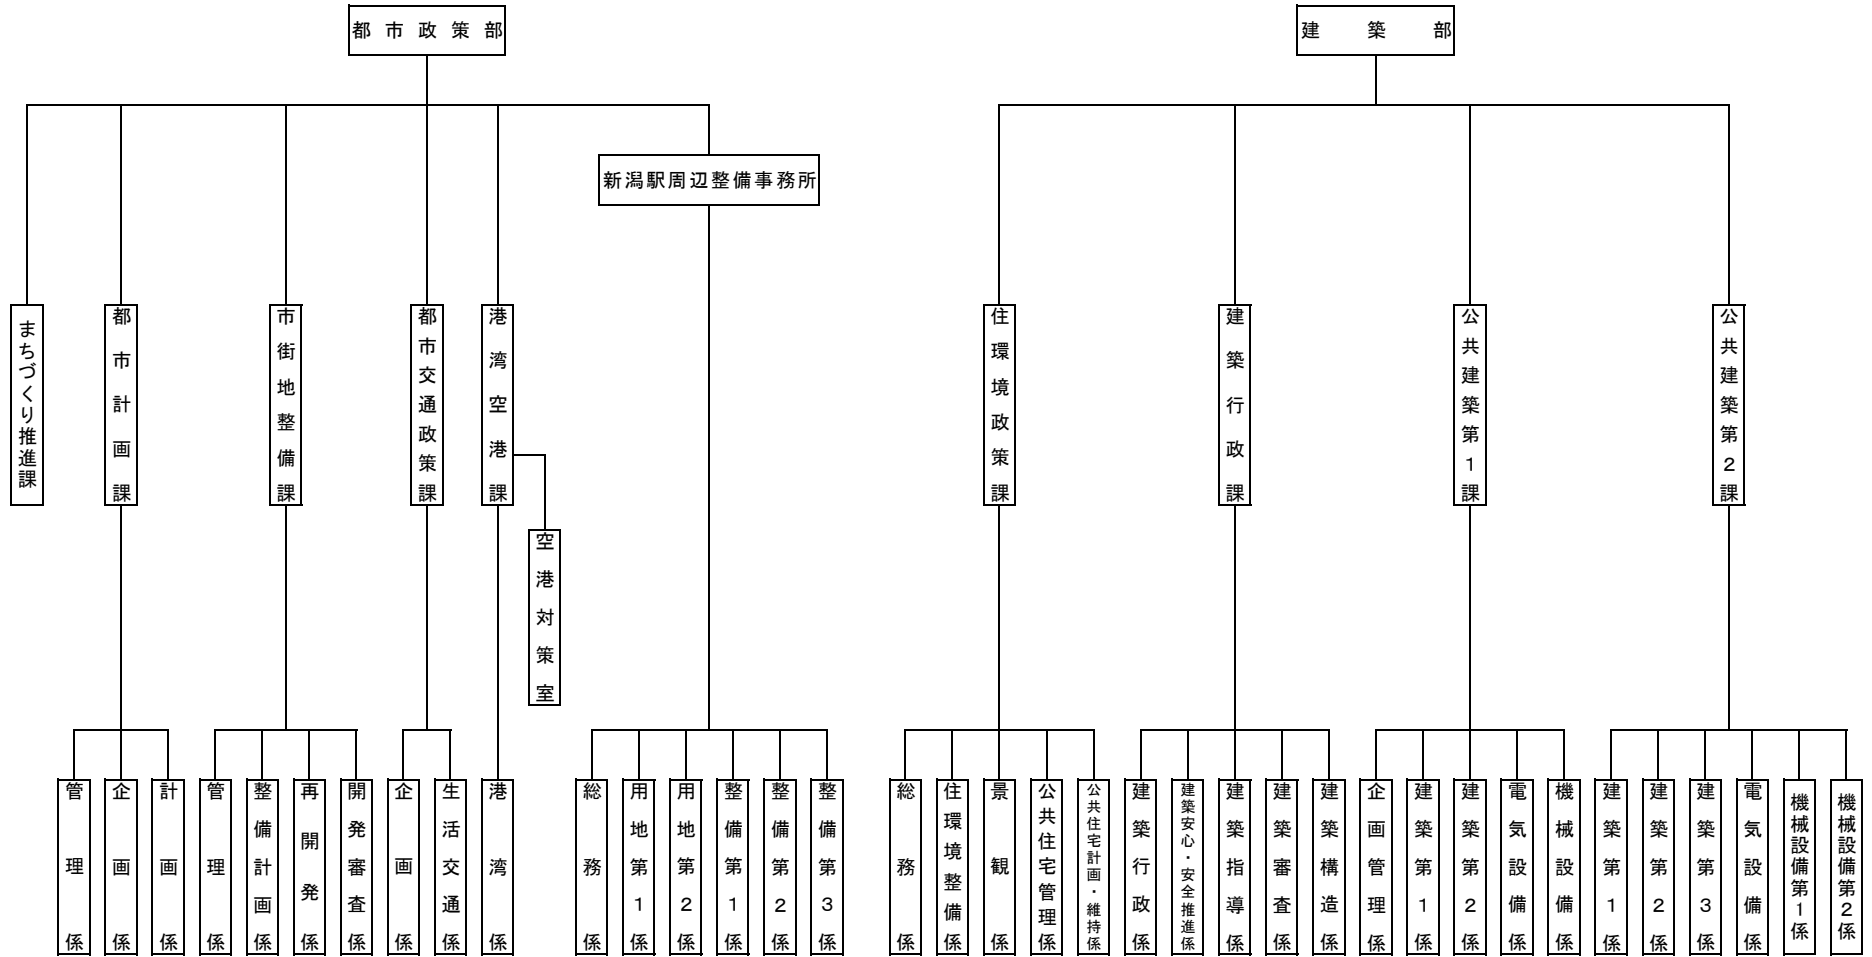 都市政策部
建築部
新潟駅周辺整備事務所
まちづくり推進課
都市計画課
市街地整備課
都市交通政策課
港湾空港課
住環境政策課
建築行政課
公共建築第1課
公共建築第2課
空港対策室
管理係
企画係
計画係
管理係
整備計画係
再開発係
開発審査係
企画係
生活交通係
港湾係
総務係
用地第1係
用地第2係
整備第1係
整備第2係
整備第3係
総務係
住環境整備係
景観係
公共住宅管理係
公共住宅計画・維持係
建築行政係
建築安心・安全推進係
建築指導係
建築審査係
建築構造係
企画管理係
建築第1係
建築第2係
電気設備係
機械設備係
建築第1係
建築第2係
建築第3係
電気設備係
機械設備第1係
機械設備第2係